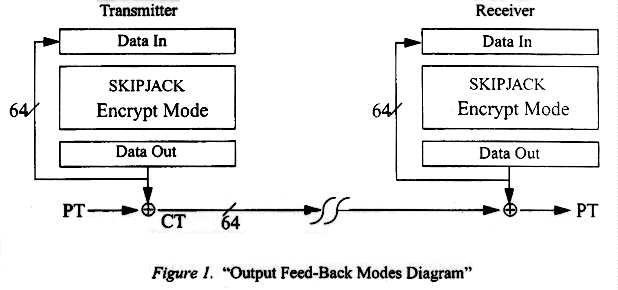 Transmitter Receiver
Data In Data In
SKIPJACK SKIPJACK
64 Encrypt Mode 64 Encrypt Mode
Data Out Data Out
PT CT 64 PT
Figure 1. "Output Feed-Back Modes Diagram"